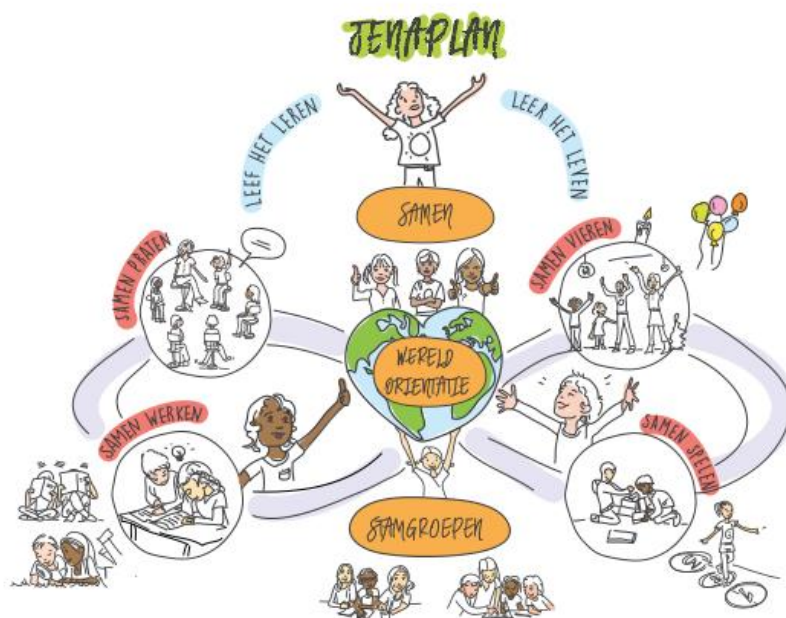 JENAPLAN
LEEF HET LEREN
LEER HET LEVEN
SAMEN
SAMEN PRATEN
SAMEN VIEREN
WERELD
ORIENTATIE
SAMEN WERKEN
SAMEN SPELEN
STAMGROEPEN